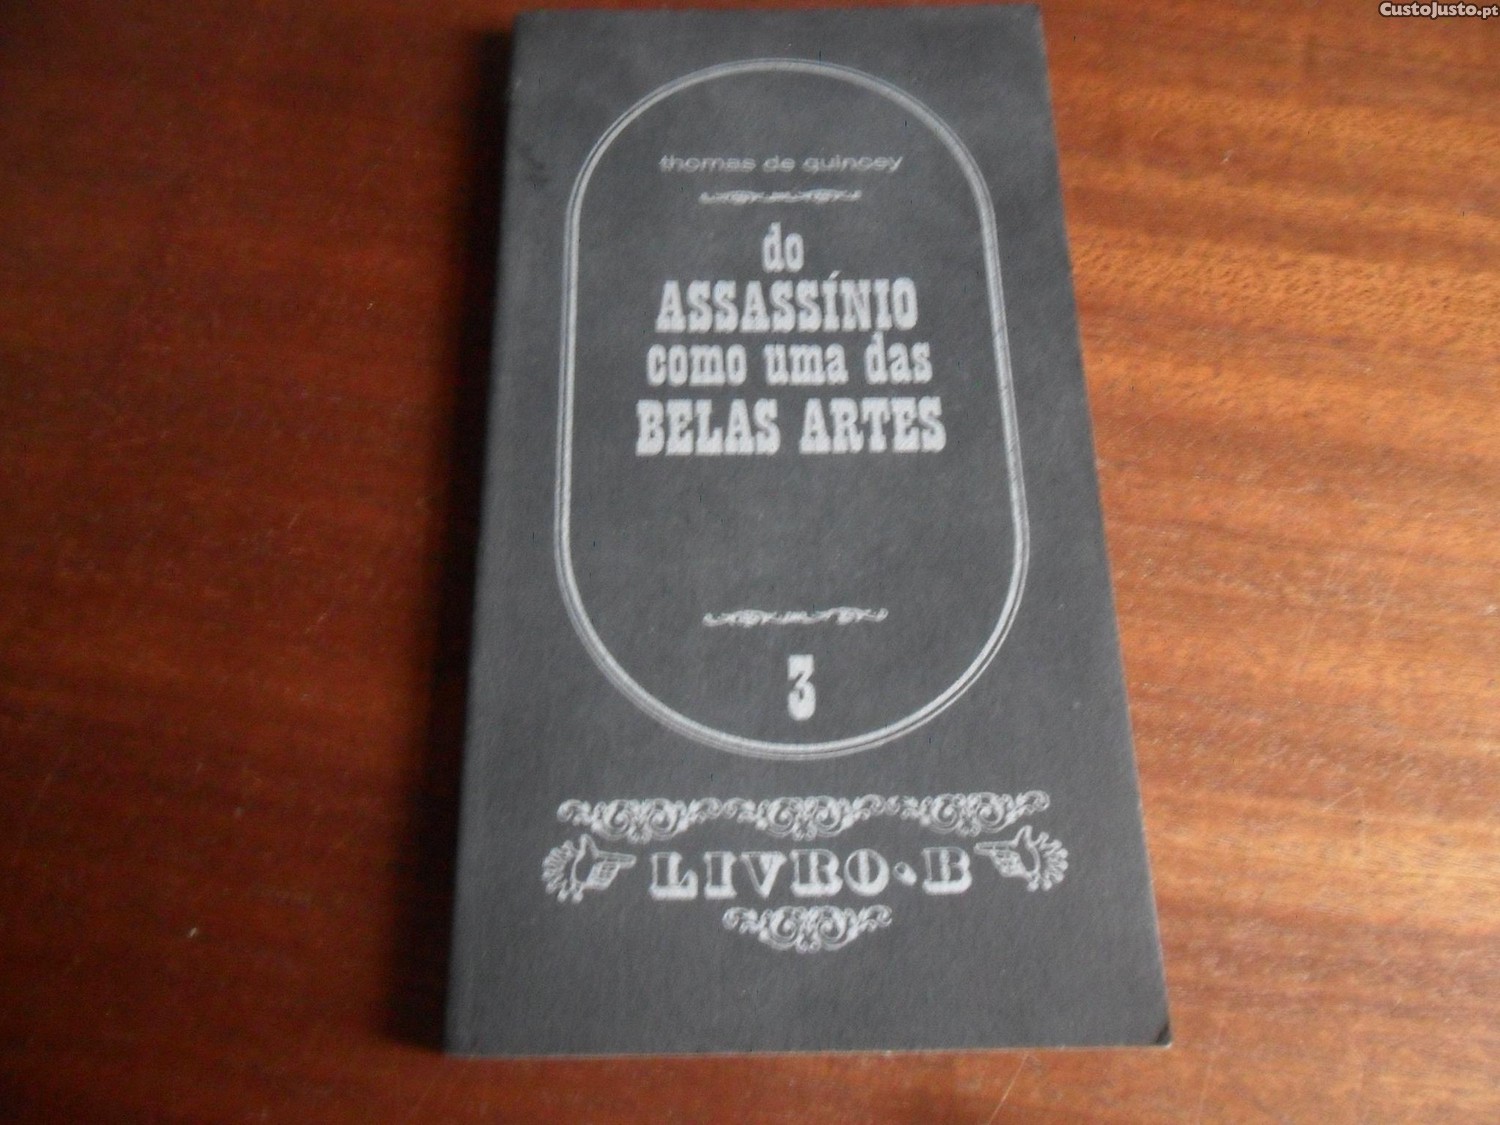 CustoJusto.pt
thomas de quincey
do
ASSASSÍNIO
como uma das
BELAS ARTES
3
LIVRO·B